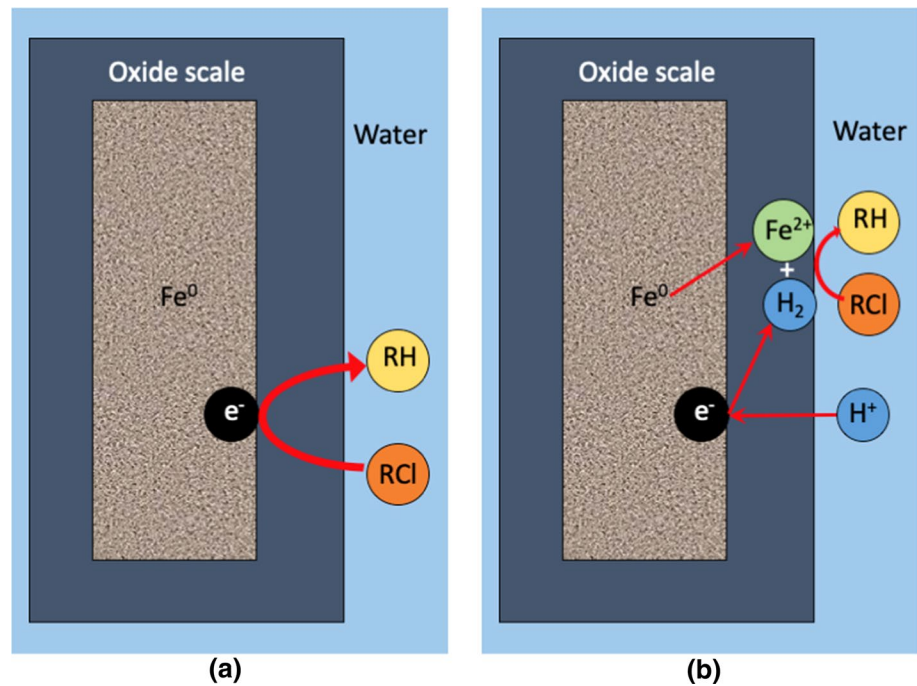 Oxide scale
Water
Fe⁰
RH
e⁻
RCl
(a)
Oxide scale
Water
Fe²⁺
RH
+
Fe⁰
H₂
RCl
e⁻
H⁺
(b)